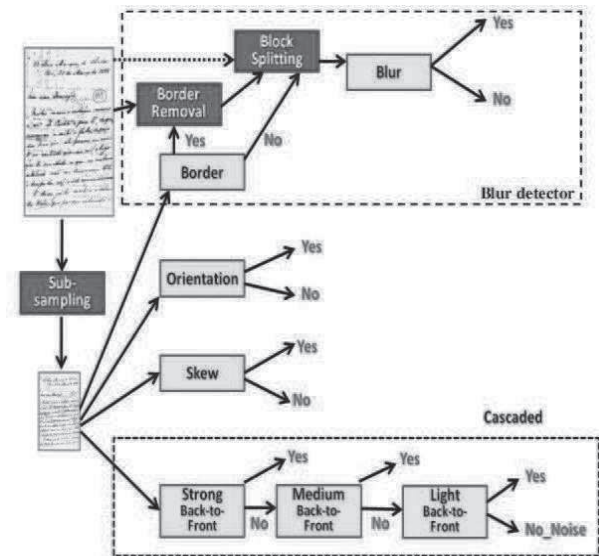 Yes
Block
Splitting
Blur
Border
Removal
No
Yes
No
Border
Blur detector
Yes
Sub-
sampling
Orientation
No
Yes
Skew
No
Cascaded
Yes
Yes
Strong
Back-to-
Front
Medium
Back-to-
Front
Light
Back-to-
Front
Yes
No
No
No_Noise